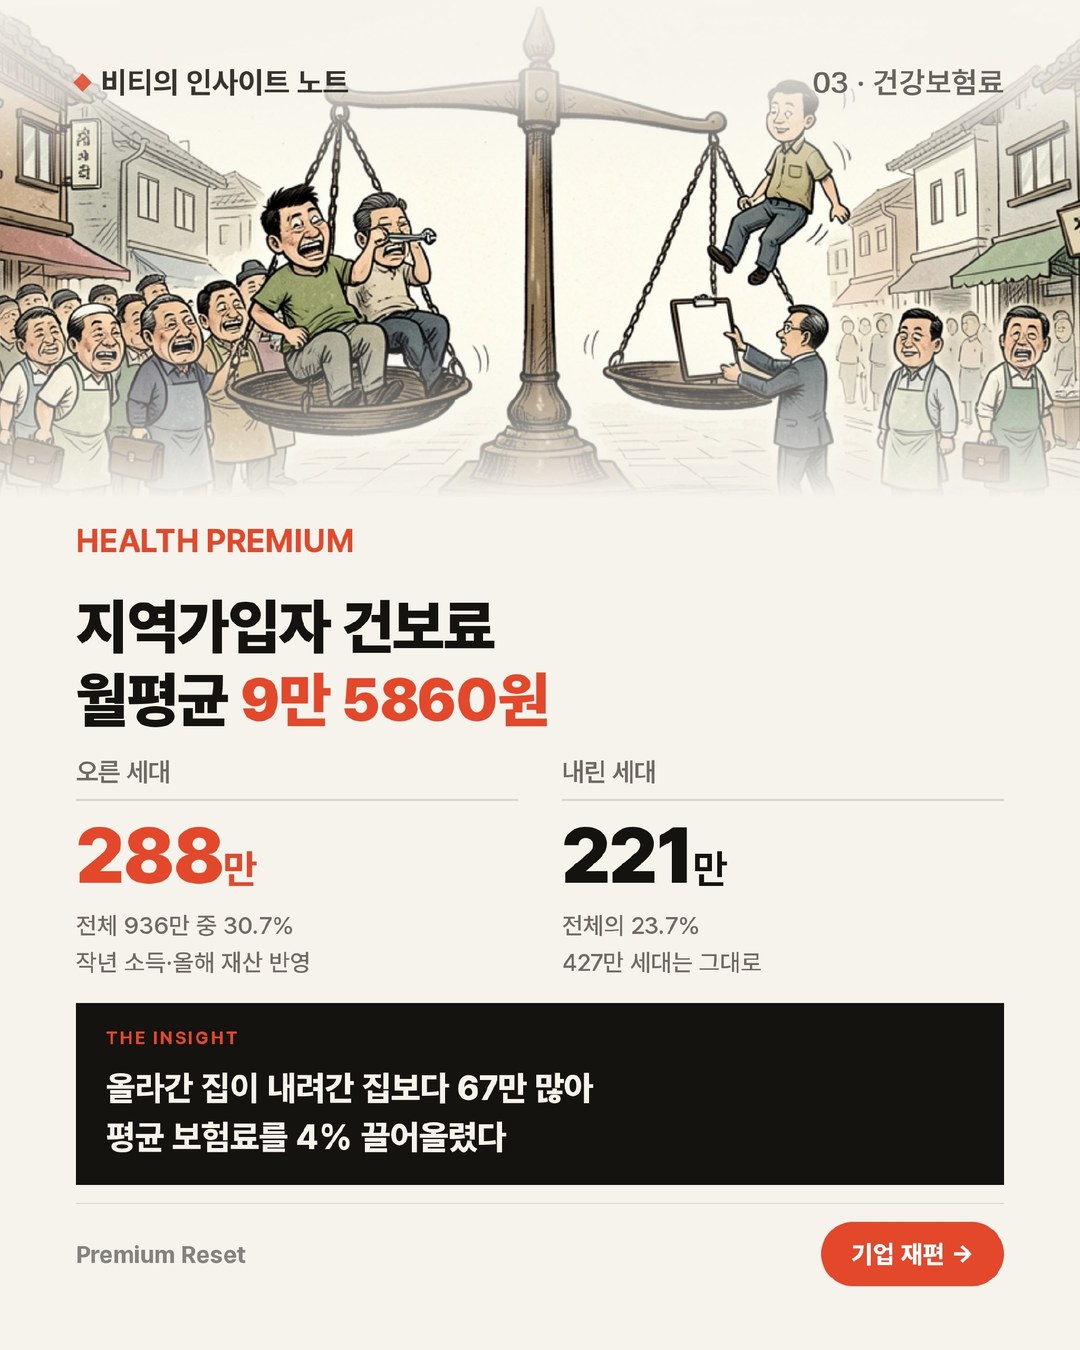 비티의 인사이트 노트
03 · 건강보험료
HEALTH PREMIUM
지역가입자 건보료
월평균 9만 5860원
오른 세대
288만
전체 936만 중 30.7%
작년 소득·올해 재산 반영
내린 세대
221만
전체의 23.7%
427만 세대는 그대로
THE INSIGHT
올라간 집이 내려간 집보다 67만 많아
평균 보험료를 4% 끌어올렸다
Premium Reset
기업 재편 →